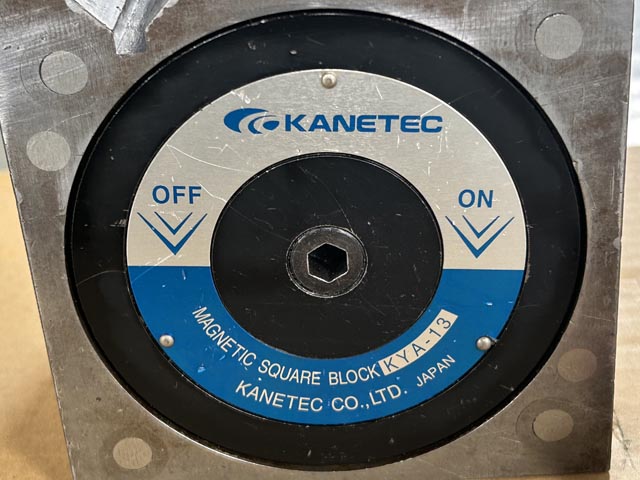 KANETEC
OFF
ON
MAGNETIC SQUARE BLOCK KYA-13
KANETEC CO.,LTD. JAPAN